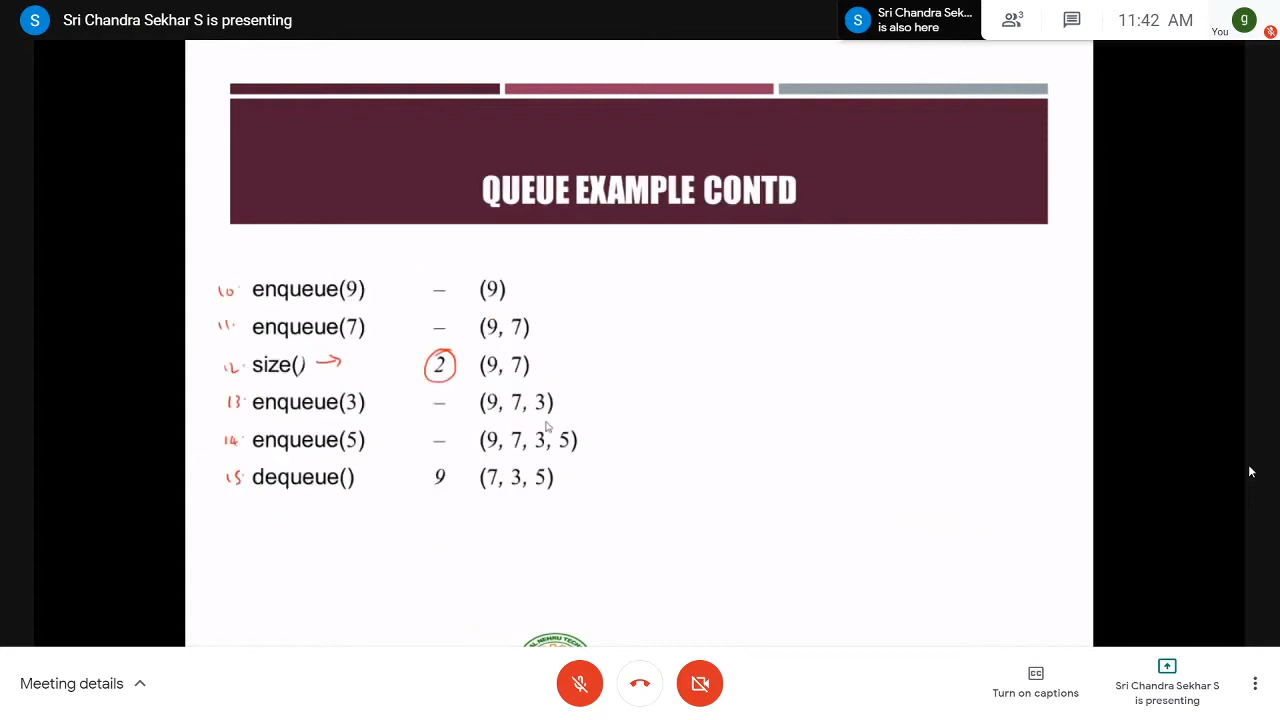 S Sri Chandra Sekhar S is presenting
S Sri Chandra Sek... is also here
3
11:42 AM
You
g
QUEUE EXAMPLE CONTD
10. enqueue(9) – (9)
11. enqueue(7) – (9, 7)
12. size() → 2 (9, 7)
13. enqueue(3) – (9, 7, 3)
14. enqueue(5) – (9, 7, 3, 5)
15. dequeue() 9 (7, 3, 5)
Meeting details
CC
Turn on captions
Sri Chandra Sekhar S
is presenting